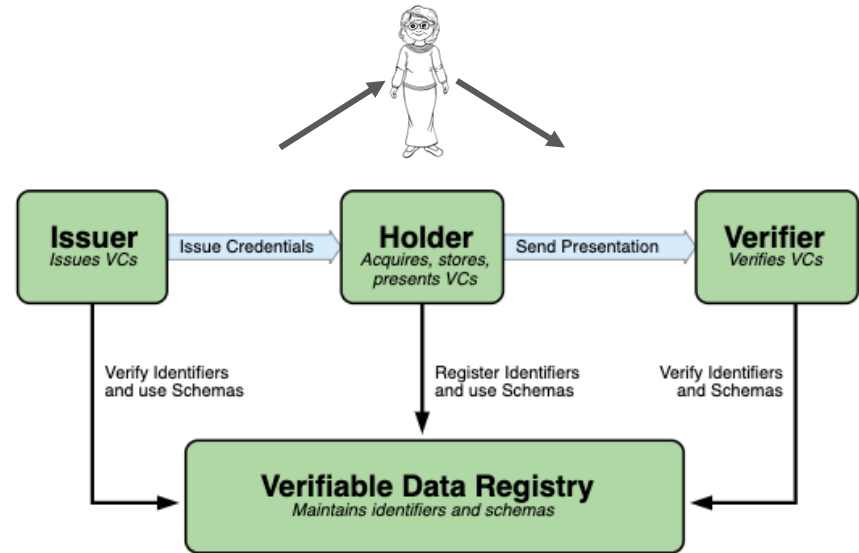 Issuer
Issues VCs
Issue Credentials
Holder
Acquires, stores,
presents VCs
Send Presentation
Verifier
Verifies VCs
Verify Identifiers
and use Schemas
Register Identifiers
and use Schemas
Verify Identifiers
and Schemas
Verifiable Data Registry
Maintains identifiers and schemas